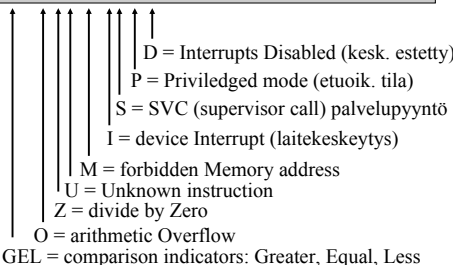 D = Interrupts Disabled (kesk. estetty)
P = Priviledged mode (etuoik. tila)
S = SVC (supervisor call) palvelupyyntö
I = device Interrupt (laitekeskeytys)
M = forbidden Memory address
U = Unknown instruction
Z = divide by Zero
O = arithmetic Overflow
GEL = comparison indicators: Greater, Equal, Less